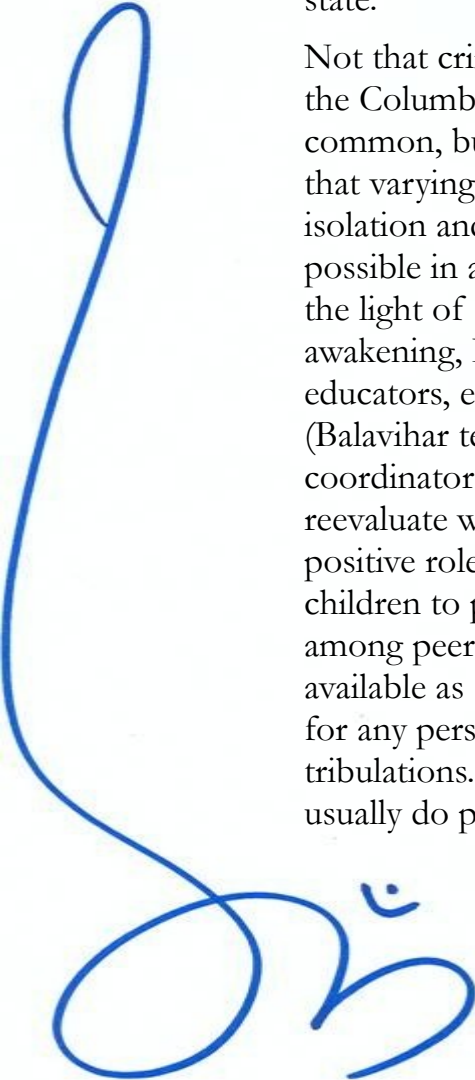 state.
Not that cri
the Columb
common, bu
that varying
isolation and
possible in a
the light of
awakening,
educators, e
(Balavihar te
coordinator
reevaluate w
positive role
children to p
among peer
available as
for any pers
tribulations.
usually do p
ॐ